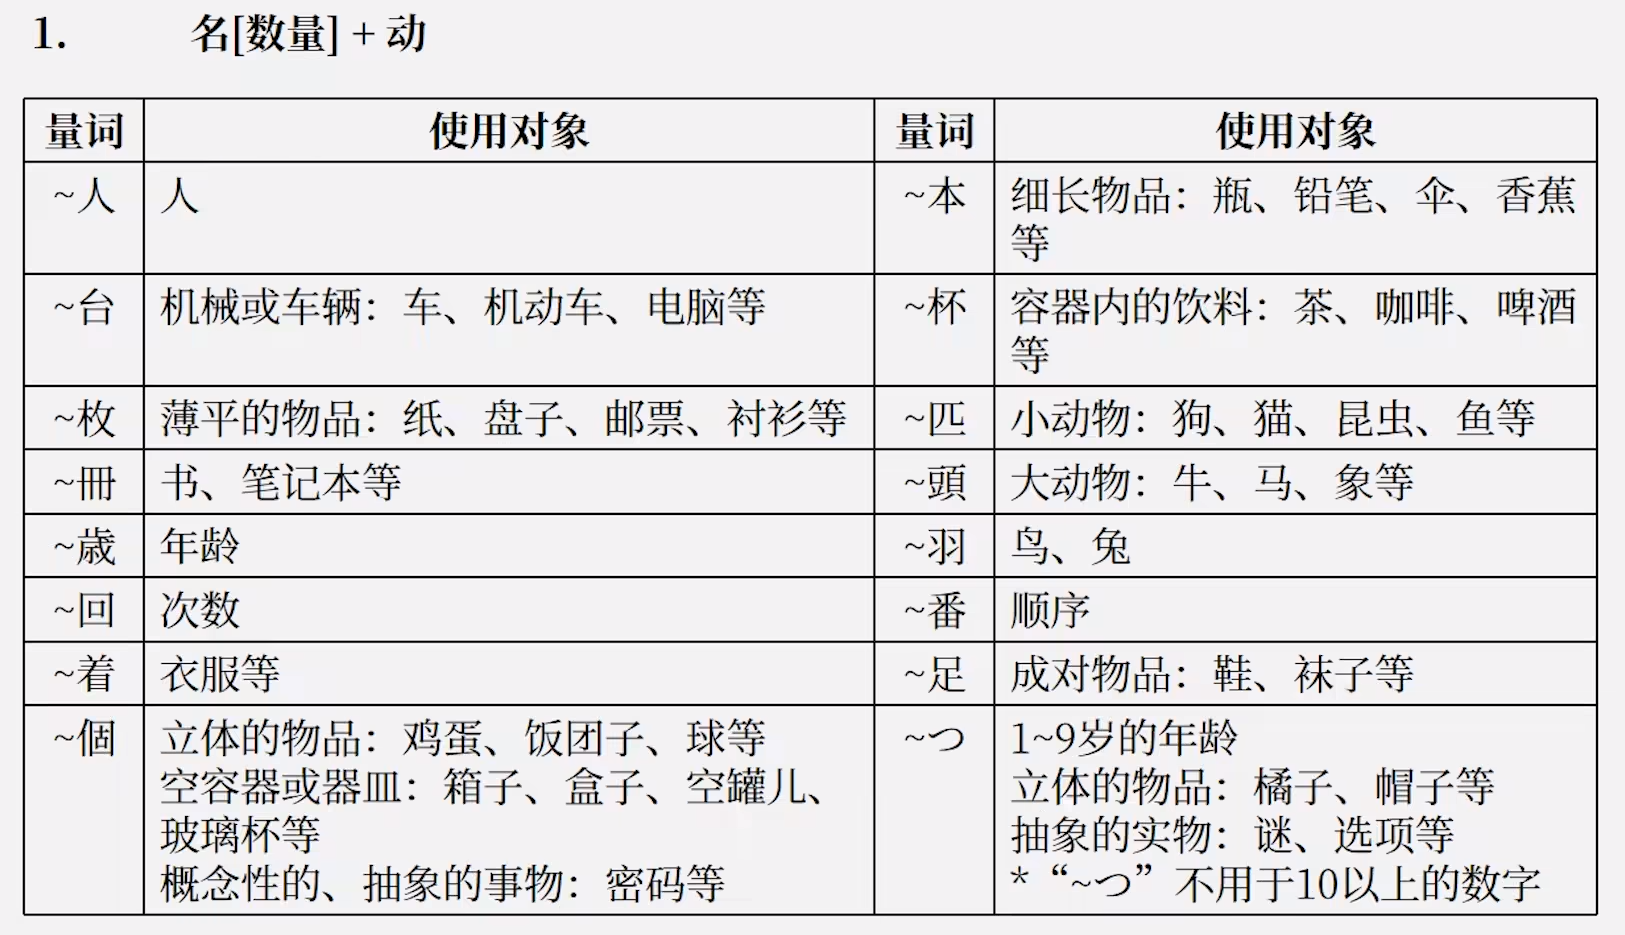 1. 名[数量] + 动
量词 使用对象 量词 使用对象
~人 人 ~本 细长物品：瓶、铅笔、伞、香蕉
等
~台 机械或车辆：车、机动车、电脑等 ~杯 容器内的饮料：茶、咖啡、啤酒
等
~枚 薄平的物品：纸、盘子、邮票、衬衫等 ~匹 小动物：狗、猫、昆虫、鱼等
~冊 书、笔记本等 ~頭 大动物：牛、马、象等
~歳 年龄 ~羽 鸟、兔
~回 次数 ~番 顺序
~着 衣服等 ~足 成对物品：鞋、袜子等
~個 立体的物品：鸡蛋、饭团子、球等 ~つ 1~9岁的年龄
空容器或器皿：箱子、盒子、空罐儿、 立体的物品：橘子、帽子等
玻璃杯等 抽象的实物：谜、选项等
概念性的、抽象的事物：密码等 *“~つ”不用于10以上的数字